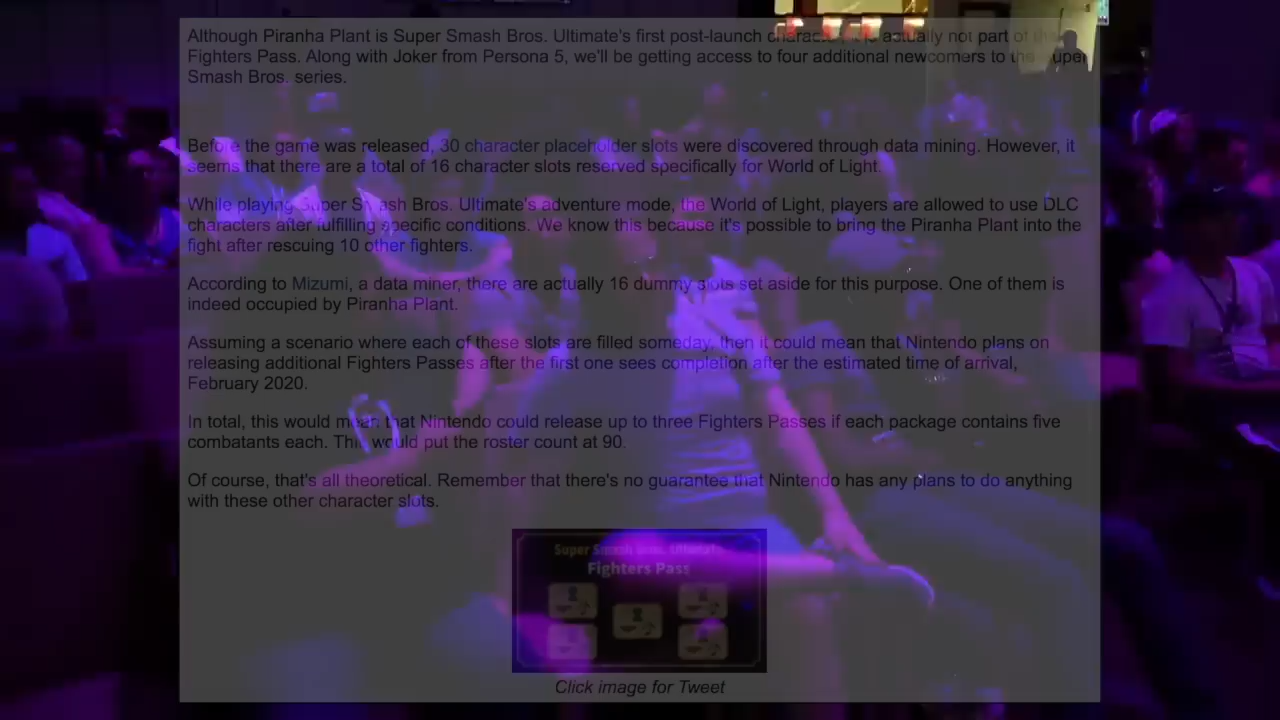 Although Piranha Plant is Super Smash Bros. Ultimate's first post-launch character, it is actually not part of the
Fighters Pass. Along with Joker from Persona 5, we'll be getting access to four additional newcomers to the Super
Smash Bros. series.
Before the game was released, 30 character placeholder slots were discovered through data mining. However, it
seems that there are a total of 16 character slots reserved specifically for World of Light.
While playing Super Smash Bros. Ultimate's adventure mode, the World of Light, players are allowed to use DLC
characters after fulfilling specific conditions. We know this because it's possible to bring the Piranha Plant into the
fight after rescuing 10 other fighters.
According to Mizumi, a data miner, there are actually 16 dummy slots set aside for this purpose. One of them is
indeed occupied by Piranha Plant.
Assuming a scenario where each of these slots are filled someday, then it could mean that Nintendo plans on
releasing additional Fighters Passes after the first one sees completion after the estimated time of arrival,
February 2020.
In total, this would mean that Nintendo could release up to three Fighters Passes if each package contains five
combatants each. This would put the roster count at 90.
Of course, that's all theoretical. Remember that there's no guarantee that Nintendo has any plans to do anything
with these other character slots.
Super Smash Bros. Ultimate
Fighters Pass
Click image for Tweet